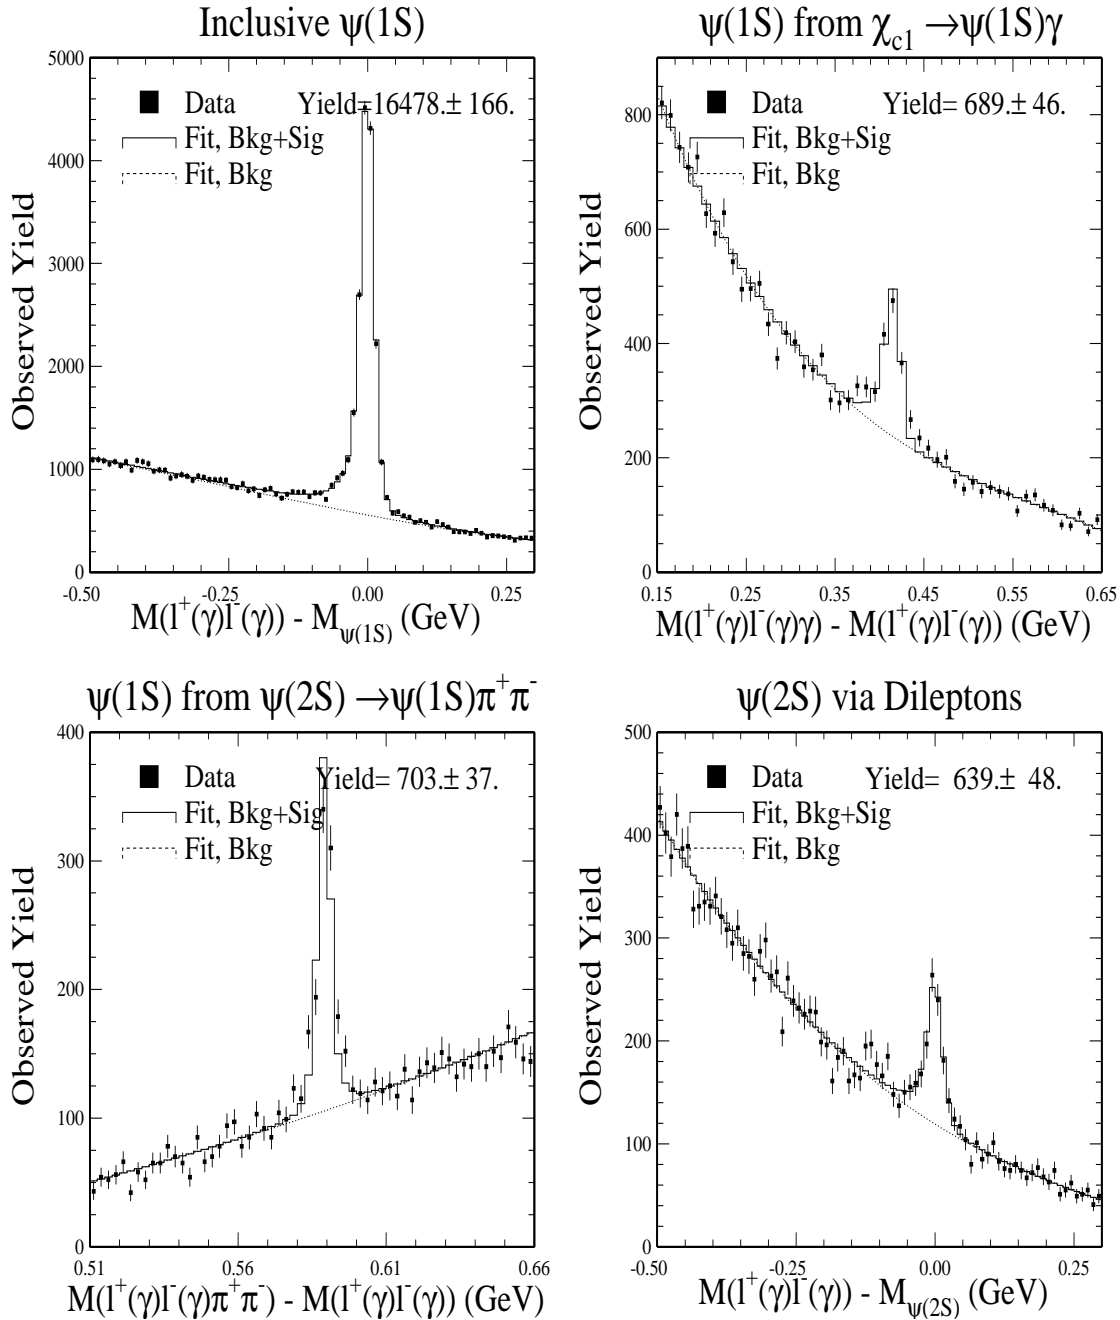 Inclusive ψ(1S)
5000
4000
3000
2000
1000
0
Observed Yield
Data Yield=16478.± 166.
Fit, Bkg+Sig
Fit, Bkg
-0.50 -0.25 0.00 0.25
M(l⁺(γ)l⁻(γ)) - M_ψ(1S) (GeV)
ψ(1S) from χ_c1 →ψ(1S)γ
800
600
400
200
0
Observed Yield
Data Yield= 689.± 46.
Fit, Bkg+Sig
Fit, Bkg
0.15 0.25 0.35 0.45 0.55 0.65
M(l⁺(γ)l⁻(γ)γ) - M(l⁺(γ)l⁻(γ)) (GeV)
ψ(1S) from ψ(2S) →ψ(1S)π⁺π⁻
400
300
200
100
0
Observed Yield
Data Yield= 703.± 37.
Fit, Bkg+Sig
Fit, Bkg
0.51 0.56 0.61 0.66
M(l⁺(γ)l⁻(γ)π⁺π⁻) - M(l⁺(γ)l⁻(γ)) (GeV)
ψ(2S) via Dileptons
500
400
300
200
100
0
Observed Yield
Data Yield= 639.± 48.
Fit, Bkg+Sig
Fit, Bkg
-0.50 -0.25 0.00 0.25
M(l⁺(γ)l⁻(γ)) - M_ψ(2S) (GeV)